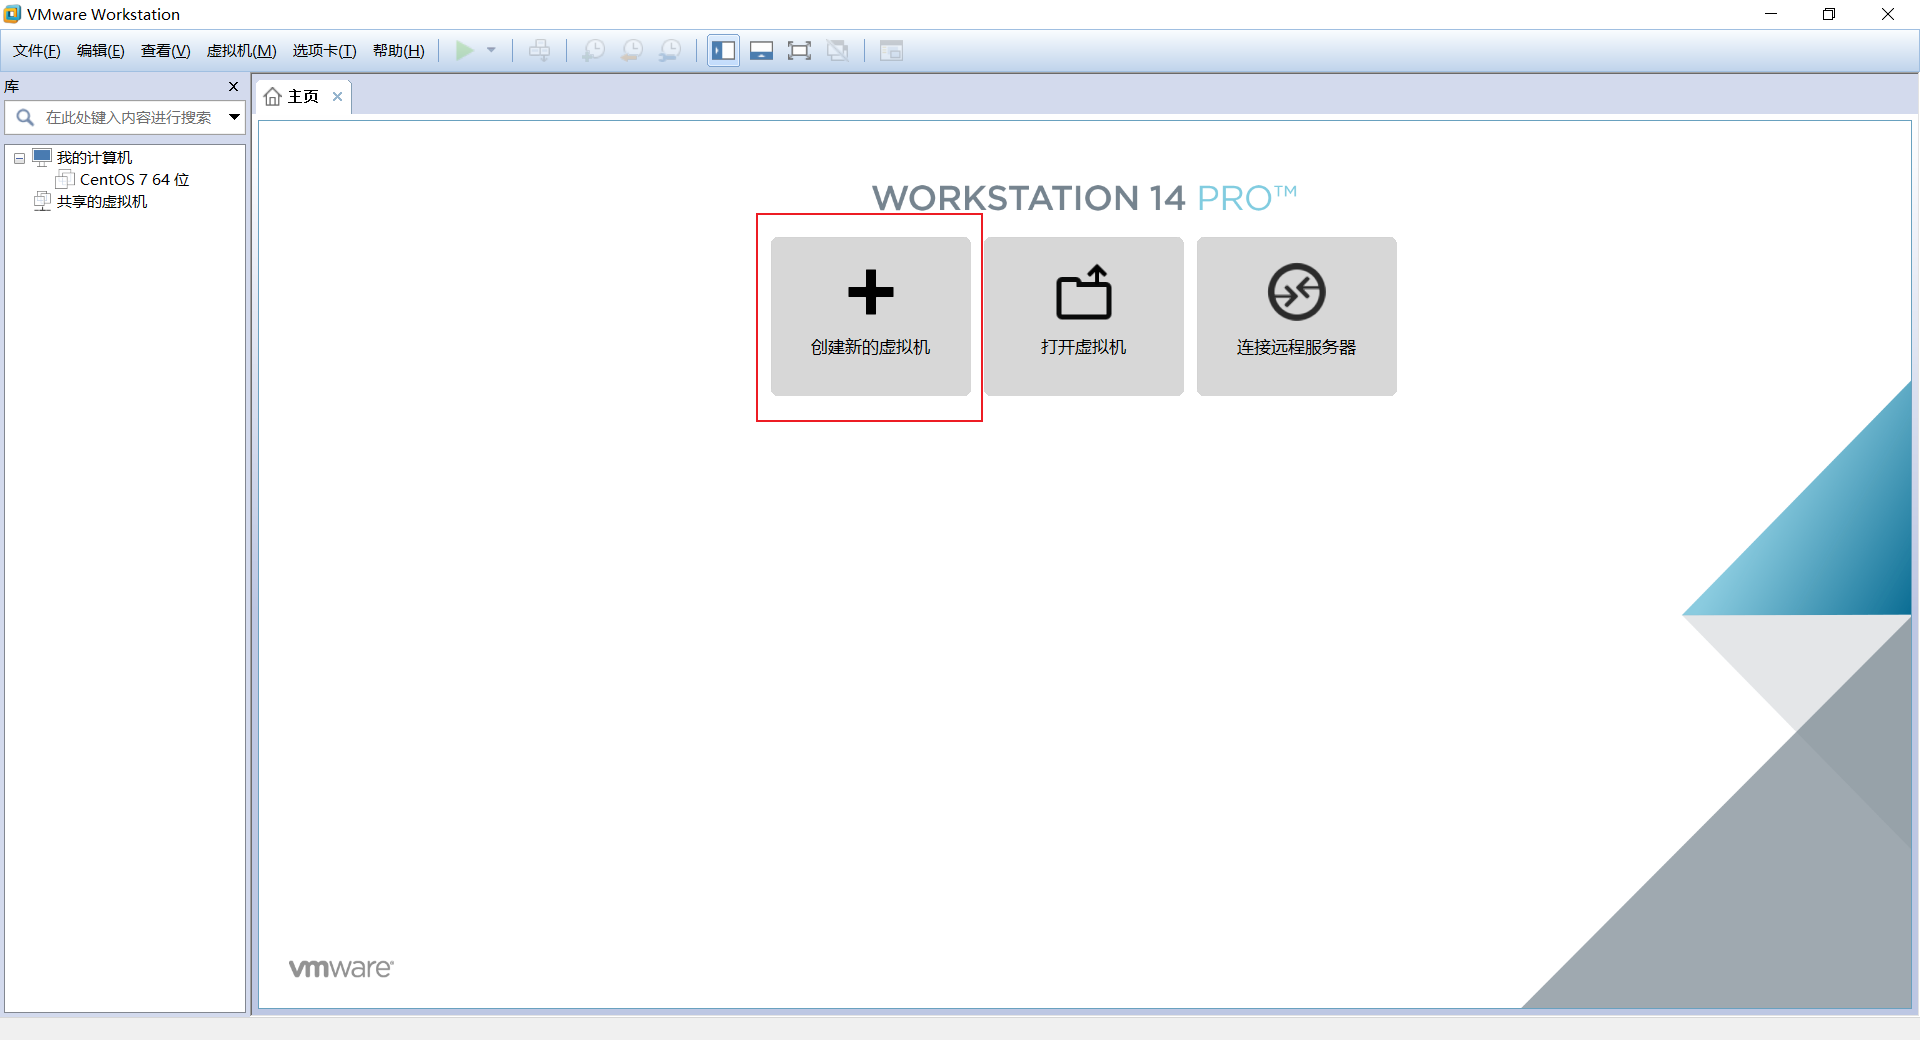 VMware Workstation
文件(F) 编辑(E) 查看(V) 虚拟机(M) 选项卡(T) 帮助(H)
库
主页
在此处键入内容进行搜索
我的计算机
CentOS 7 64 位
共享的虚拟机
WORKSTATION 14 PRO™
创建新的虚拟机
打开虚拟机
连接远程服务器
vmware®